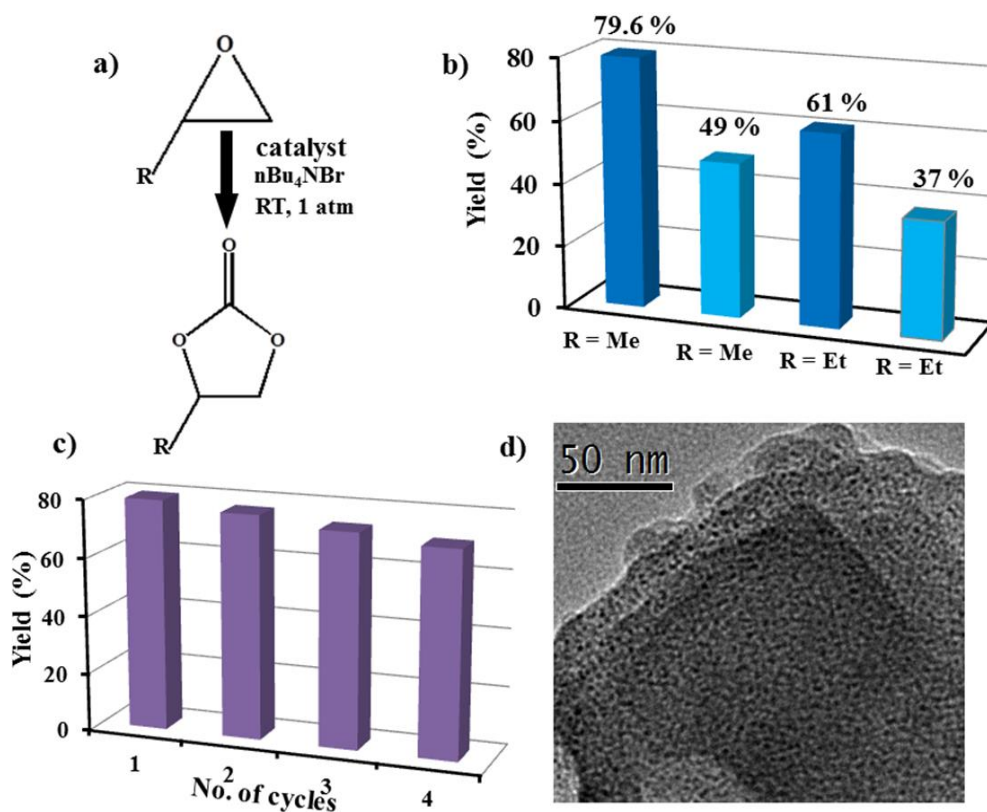 a)
O
R
catalyst
nBu₄NBr
RT, 1 atm
O
O
O
R
b)
Yield (%)
80
60
40
20
0
79.6 %
49 %
61 %
37 %
R = Me
R = Me
R = Et
R = Et
c)
Yield (%)
80
60
40
20
0
1
2
3
4
No. of cycles
d)
50 nm